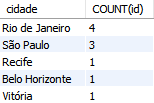 cidade COUNT(id)
Rio de Janeiro 4
São Paulo 3
Recife 1
Belo Horizonte 1
Vitória 1